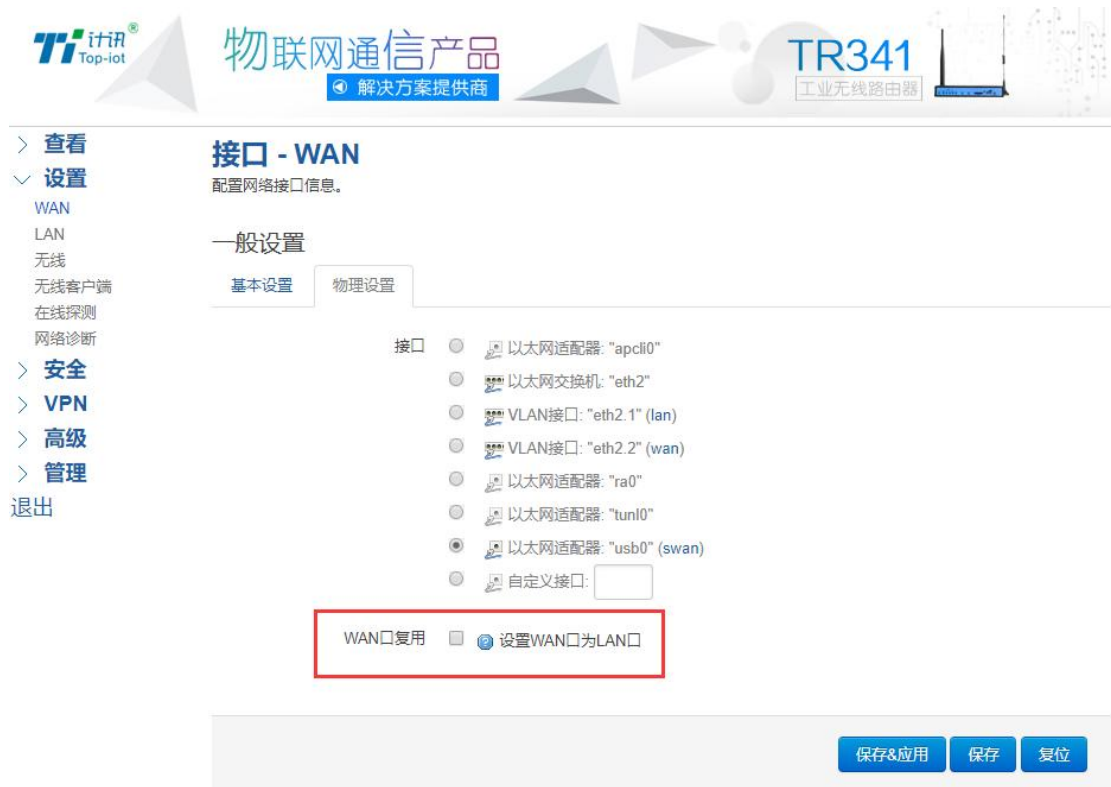 计讯®
Top-iot
物联网通信产品
解决方案提供商
TR341
工业无线路由器
查看
设置
WAN
LAN
无线
无线客户端
在线探测
网络诊断
安全
VPN
高级
管理
退出
接口 - WAN
配置网络接口信息。
一般设置
基本设置 物理设置
接口
以太网适配器: "apcli0"
以太网交换机: "eth2"
VLAN接口: "eth2.1" (lan)
VLAN接口: "eth2.2" (wan)
以太网适配器: "ra0"
以太网适配器: "tunl0"
以太网适配器: "usb0" (swan)
自定义接口:
WAN口复用 设置WAN口为LAN口
保存&应用 保存 复位